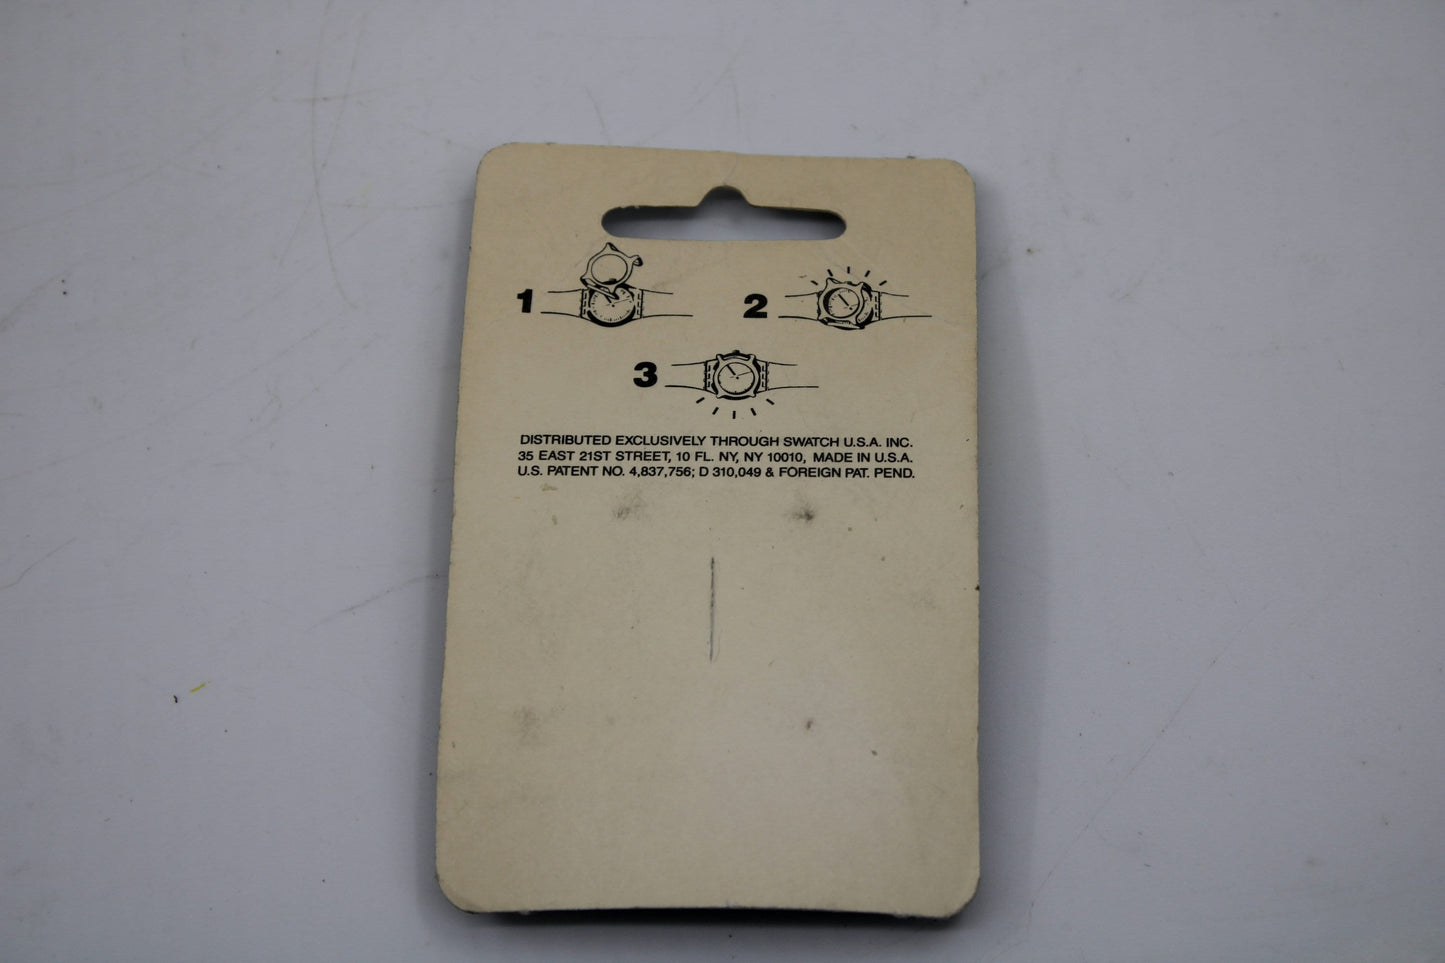 1
2
3
DISTRIBUTED EXCLUSIVELY THROUGH SWATCH U.S.A. INC.
35 EAST 21ST STREET, 10 FL. NY, NY 10010, MADE IN U.S.A.
U.S. PATENT NO. 4,837,756; D 310,049 & FOREIGN PAT. PEND.